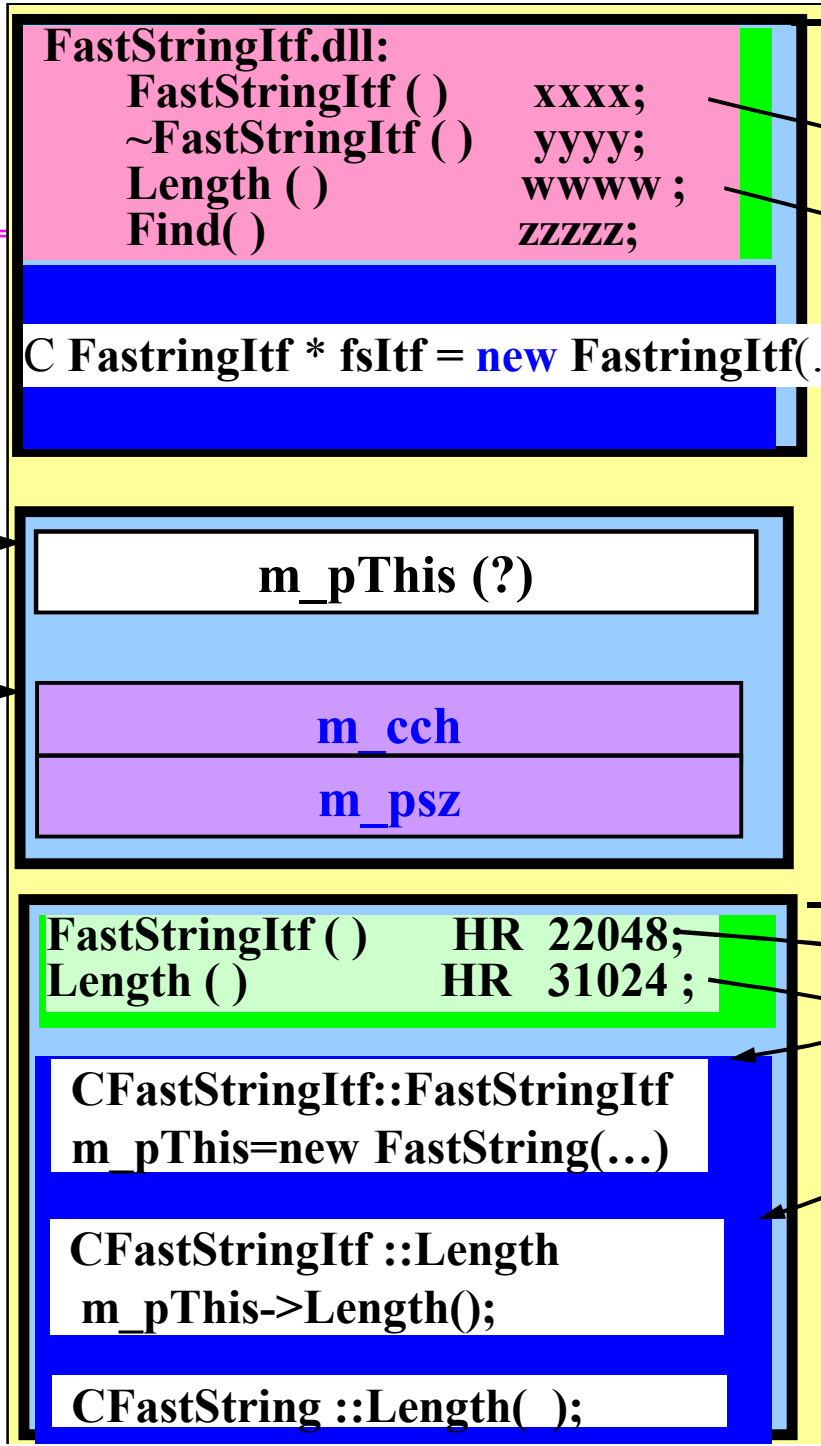 FastStringItf.dll:
FastStringItf ( ) xxxx;
~FastStringItf ( ) yyyy;
Length ( ) wwww ;
Find( ) zzzzz;
C FastringItf * fsItf = new FastringItf(.
m_pThis (?)
m_cch
m_psz
FastStringItf ( ) HR 22048;
Length ( ) HR 31024 ;
CFastStringItf::FastStringItf
m_pThis=new FastString(…)
CFastStringItf ::Length
m_pThis->Length();
CFastString ::Length( );